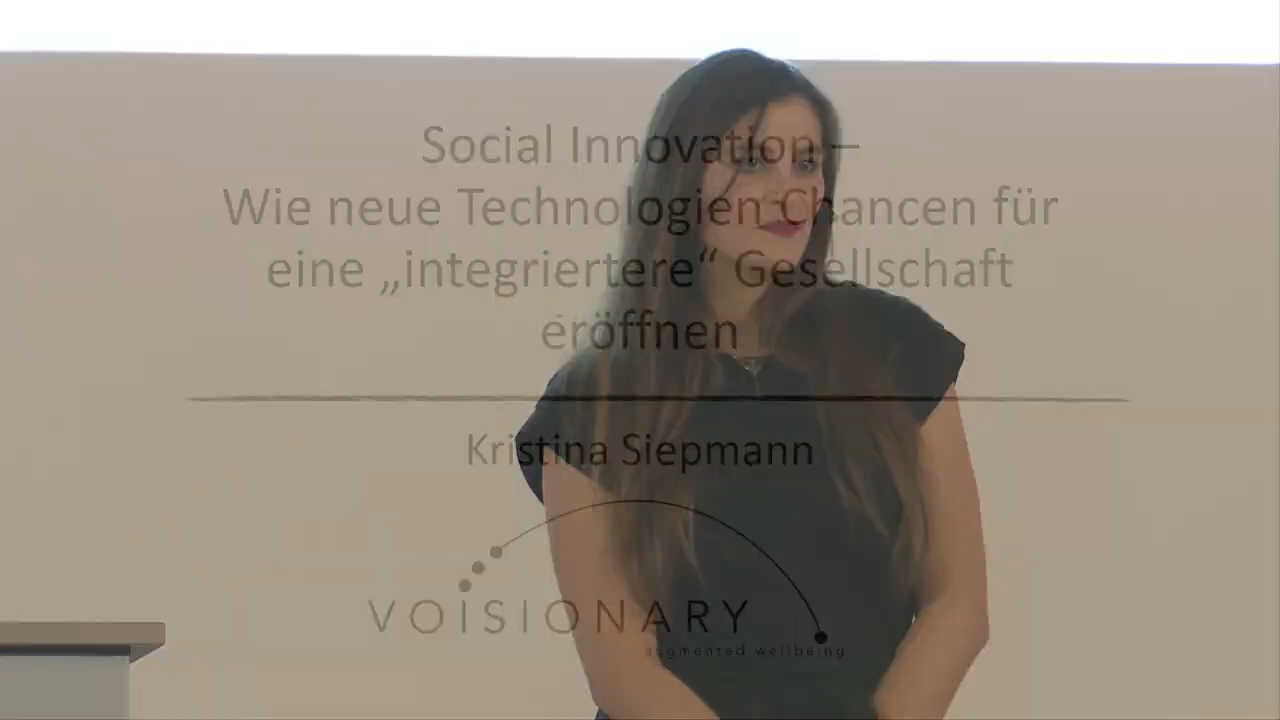 Social Innovation –
Wie neue Technologien Chancen für
eine „integriertere“ Gesellschaft
eröffnen
Kristina Siepmann
VOISIONARY
augmented wellbeing